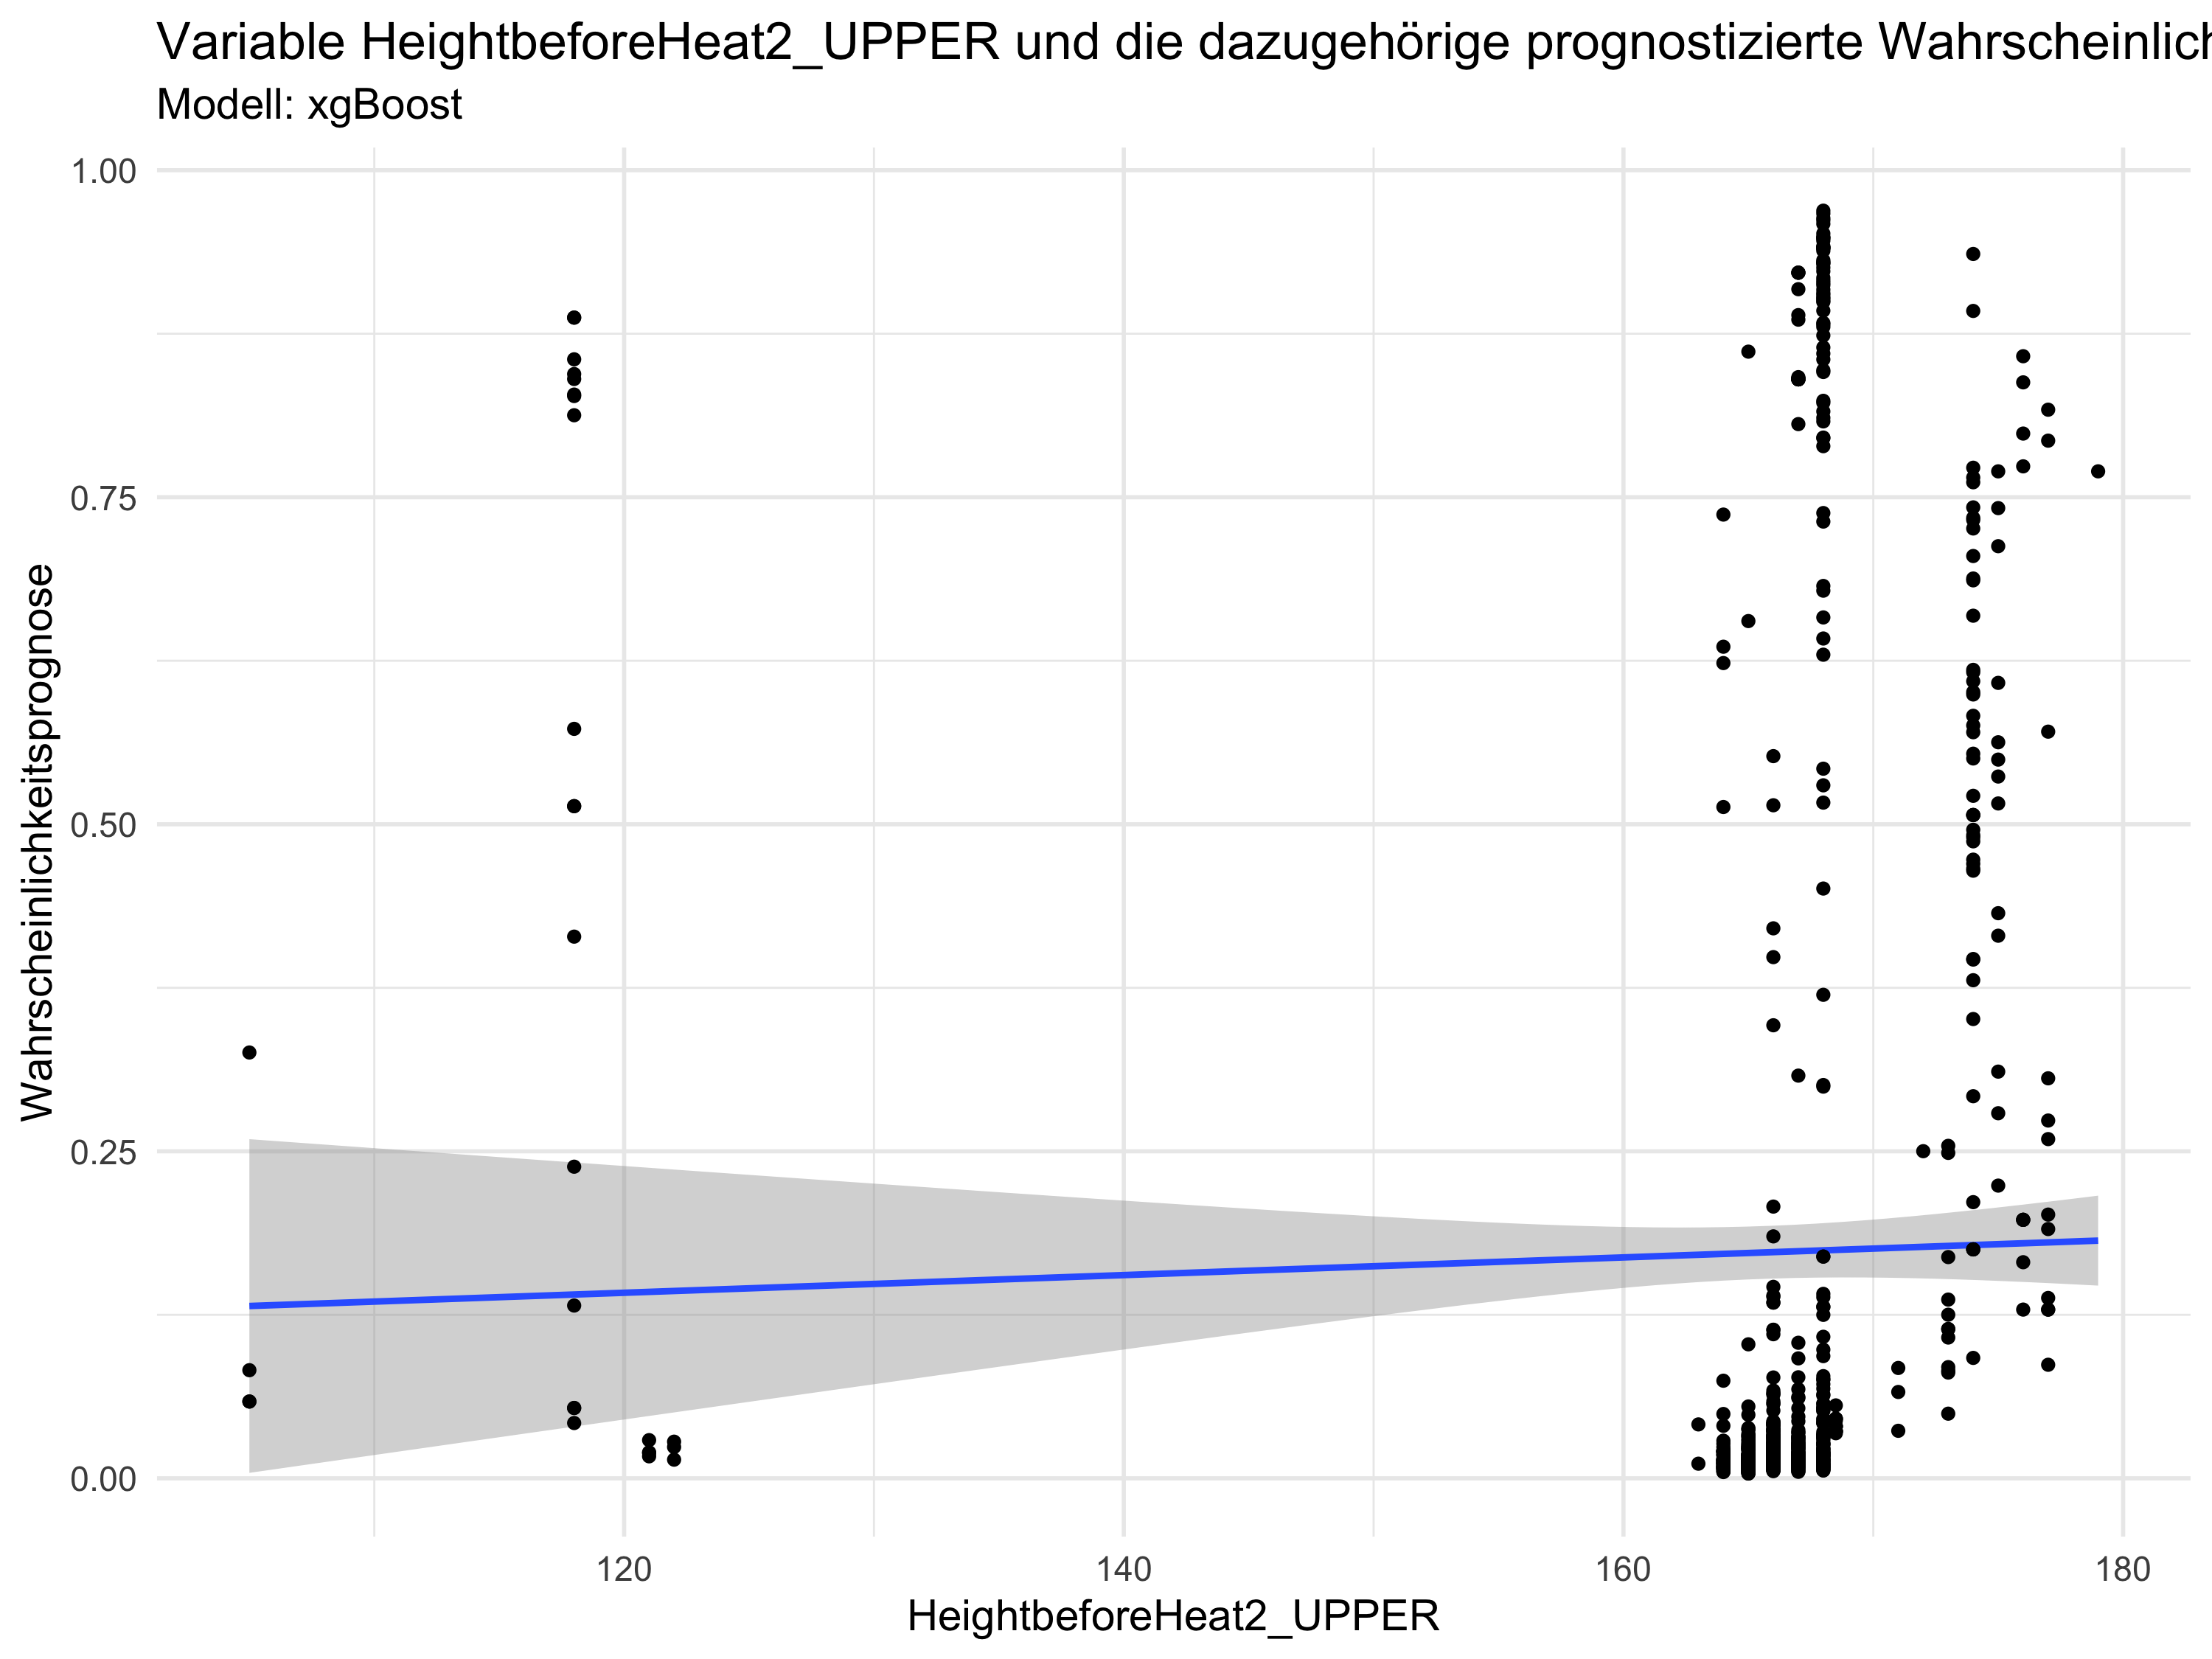 Variable HeightbeforeHeat2_UPPER und die dazugehörige prognostizierte
Modell: xgBoost
1.00
0.75
0.50
0.25
0.00
Wahrscheinlichkeitsprognose
120 140 160 180
HeightbeforeHeat2_UPPER